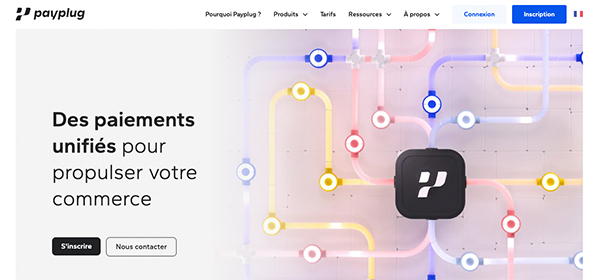 payplug
Pourquoi Payplug ? Produits Tarifs Ressources À propos Connexion Inscription
Des paiements
unifiés pour
propulser votre
commerce
S'inscrire Nous contacter